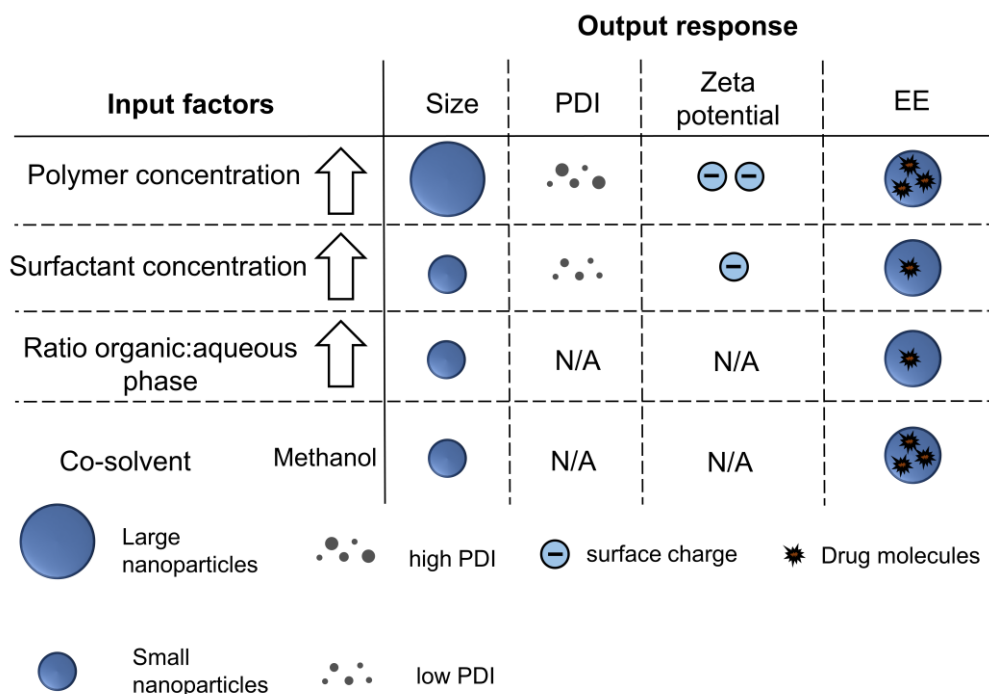 Output response
Input factors
Size
PDI
Zeta
potential
EE
Polymer concentration
Surfactant concentration
Ratio organic:aqueous
phase
N/A
N/A
Co-solvent
Methanol
N/A
N/A
Large
nanoparticles
high PDI
surface charge
Drug molecules
Small
nanoparticles
low PDI